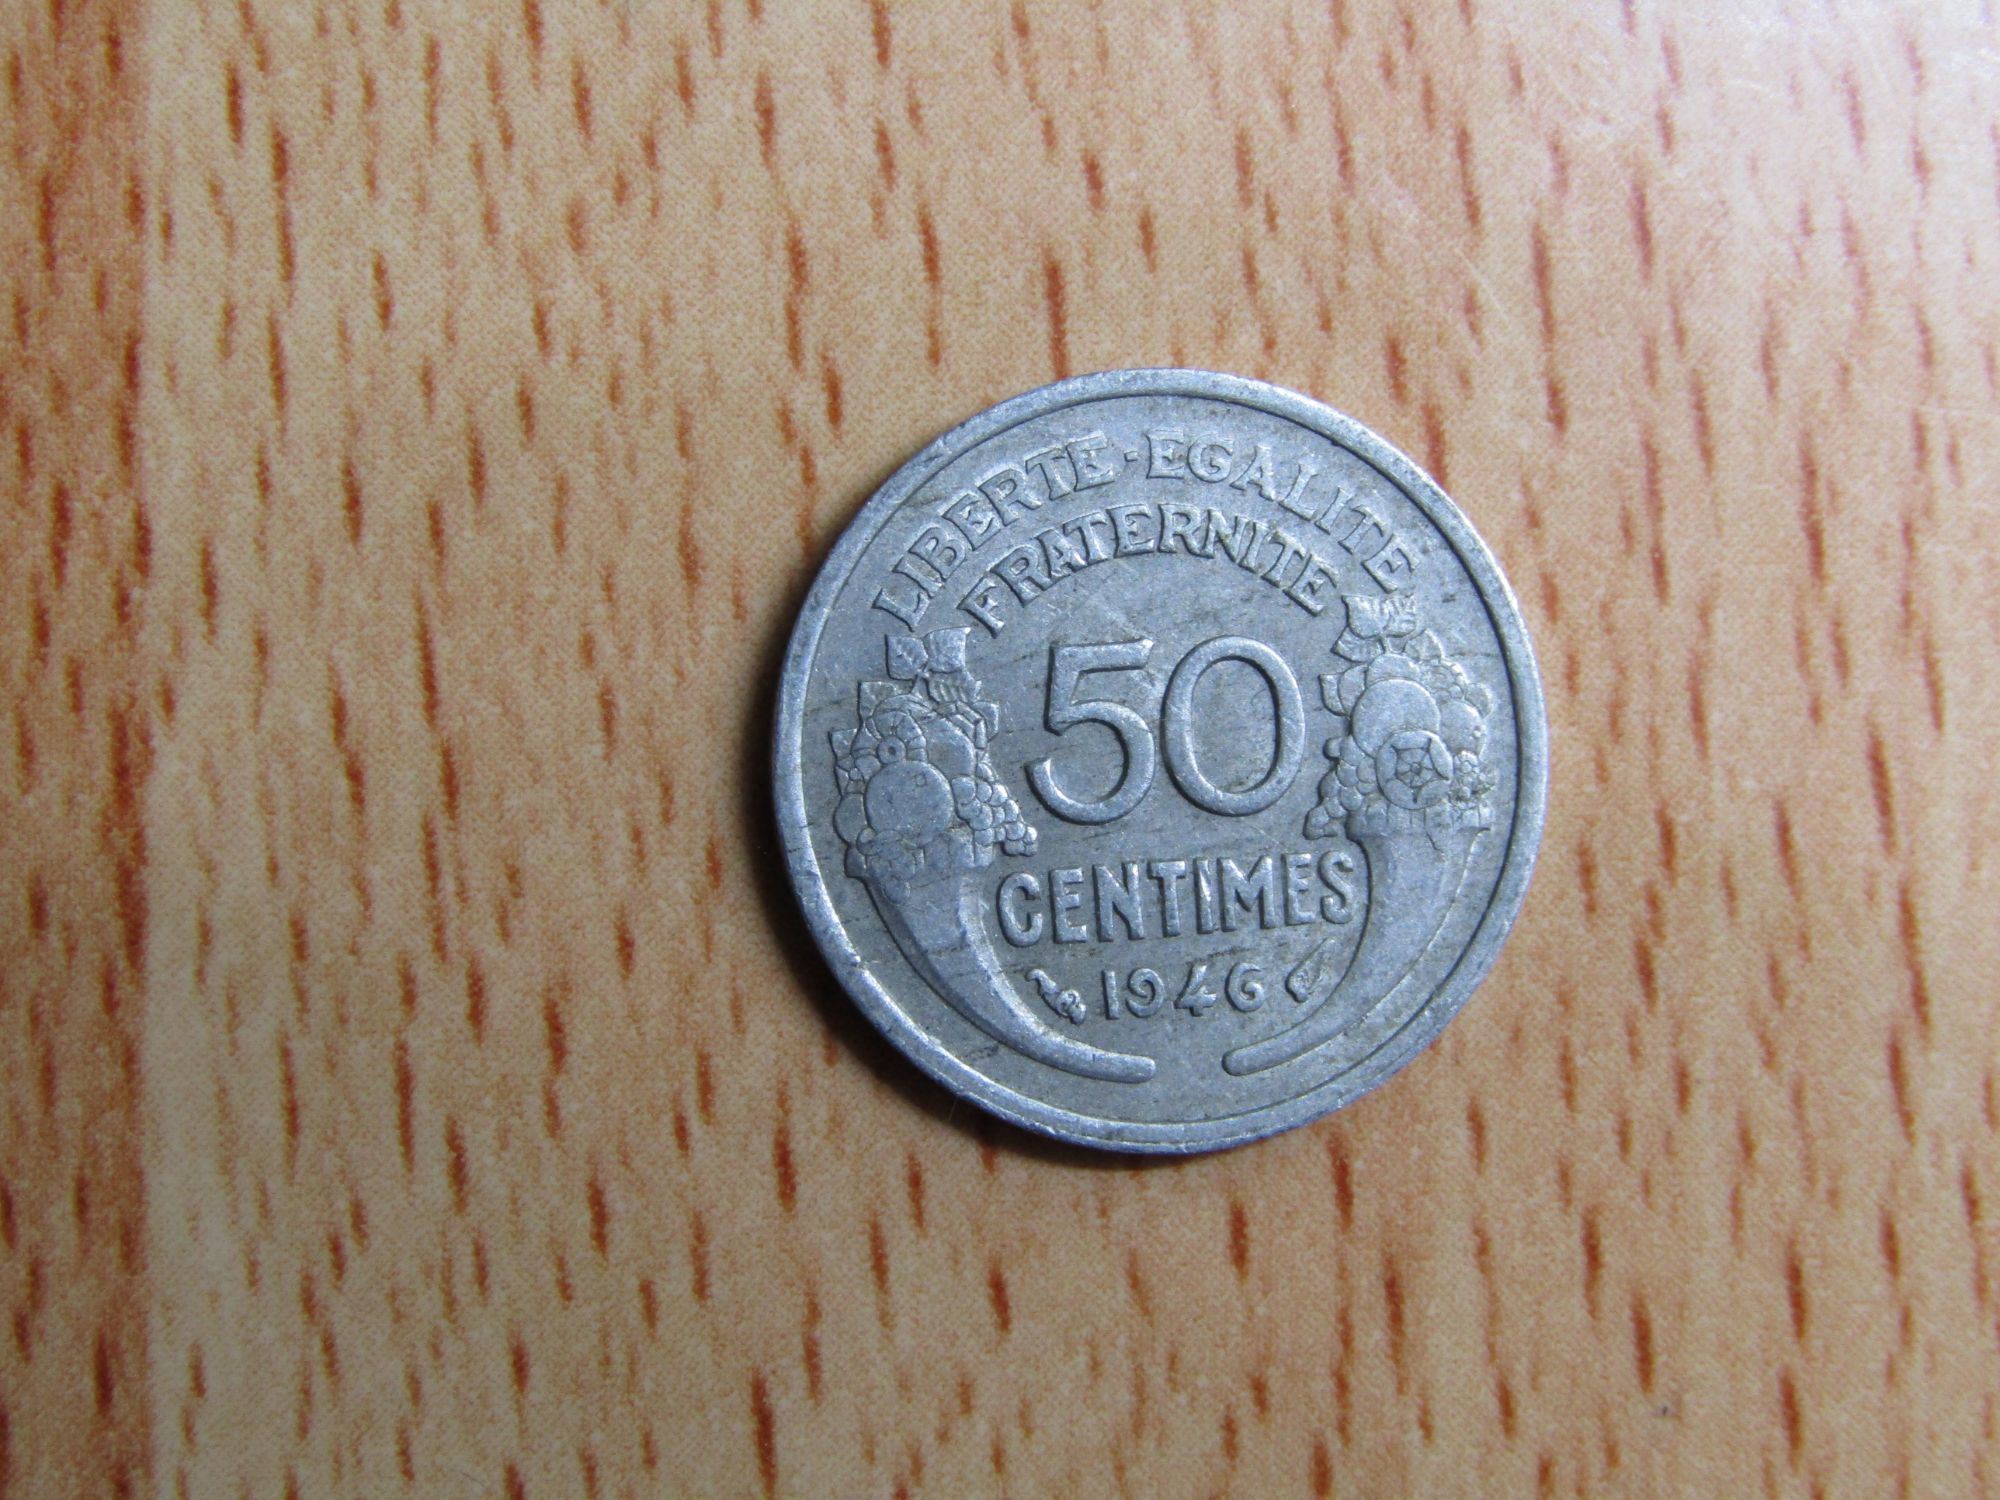 LIBERTE·EGALITE
FRATERNITE
50
CENTIMES
1946